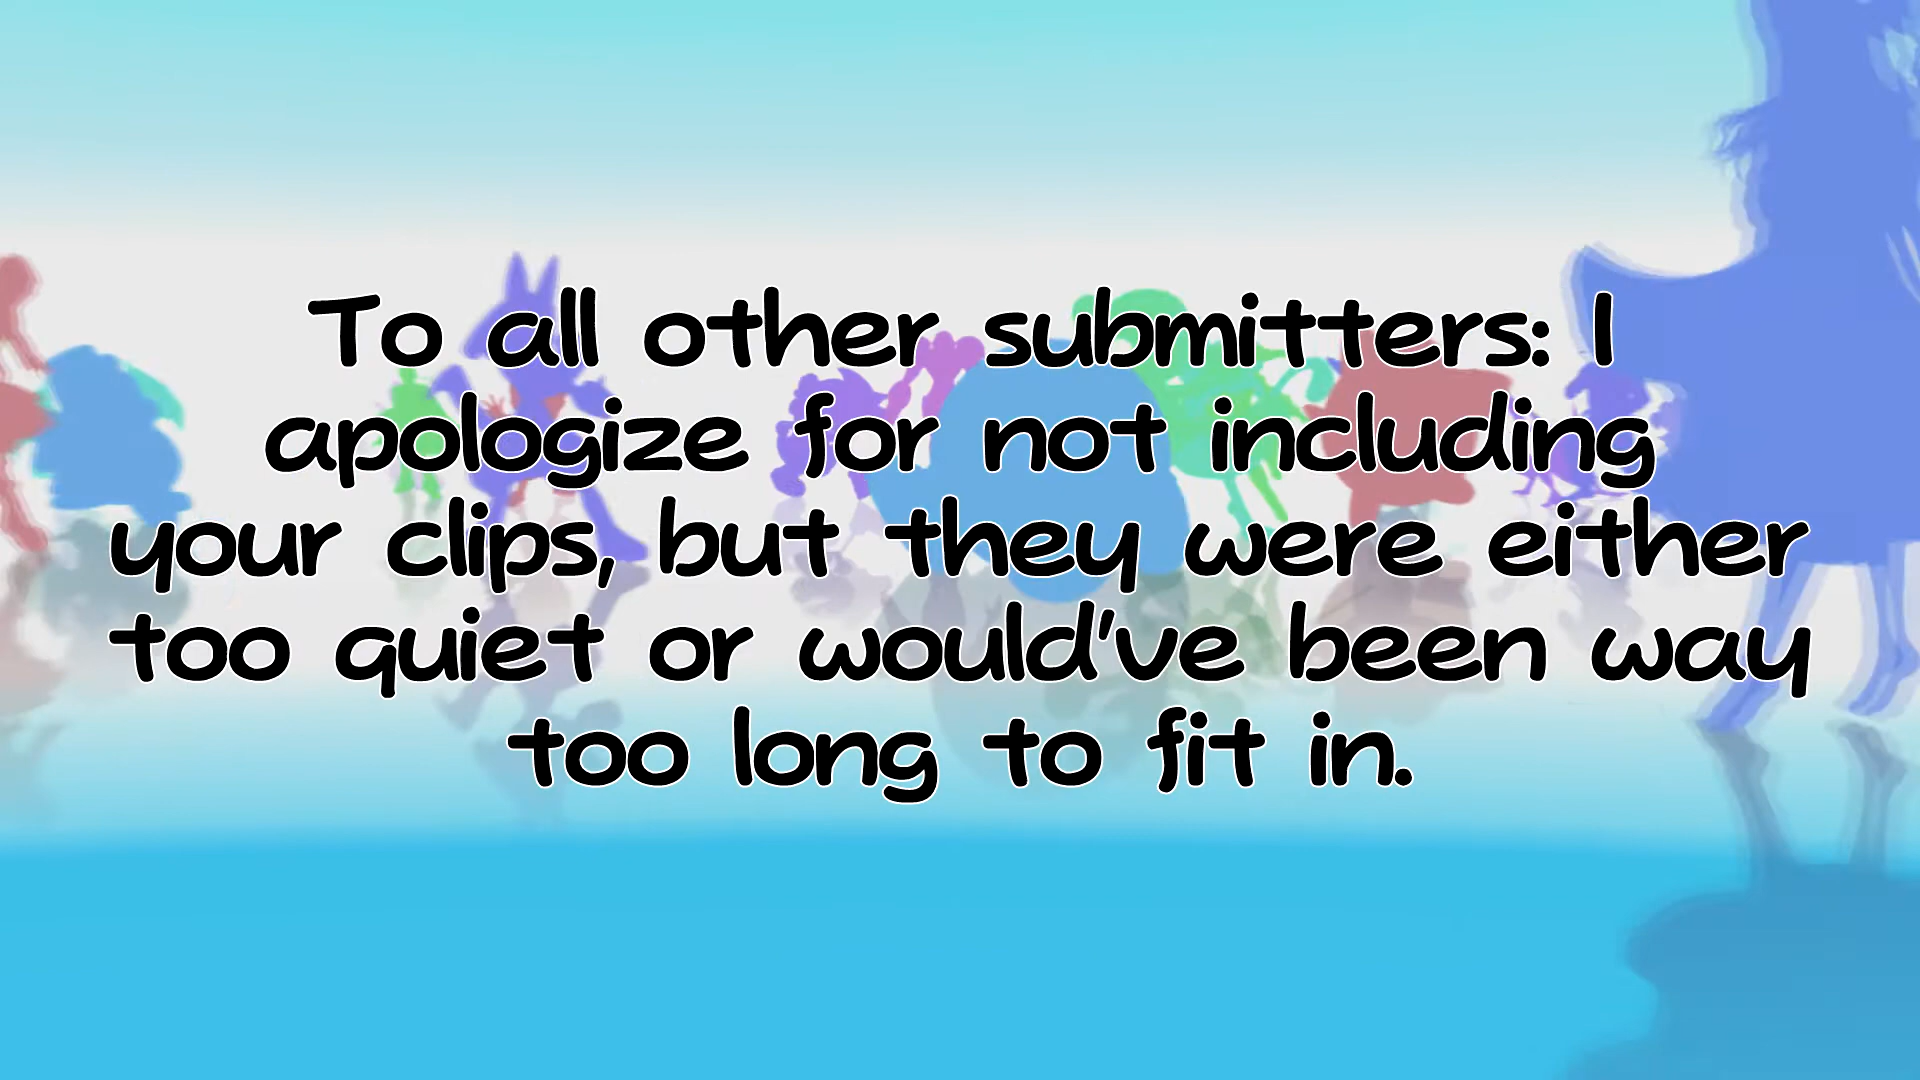 To all other submitters: I
apologize for not including
your clips, but they were either
too quiet or would've been way
too long to fit in.